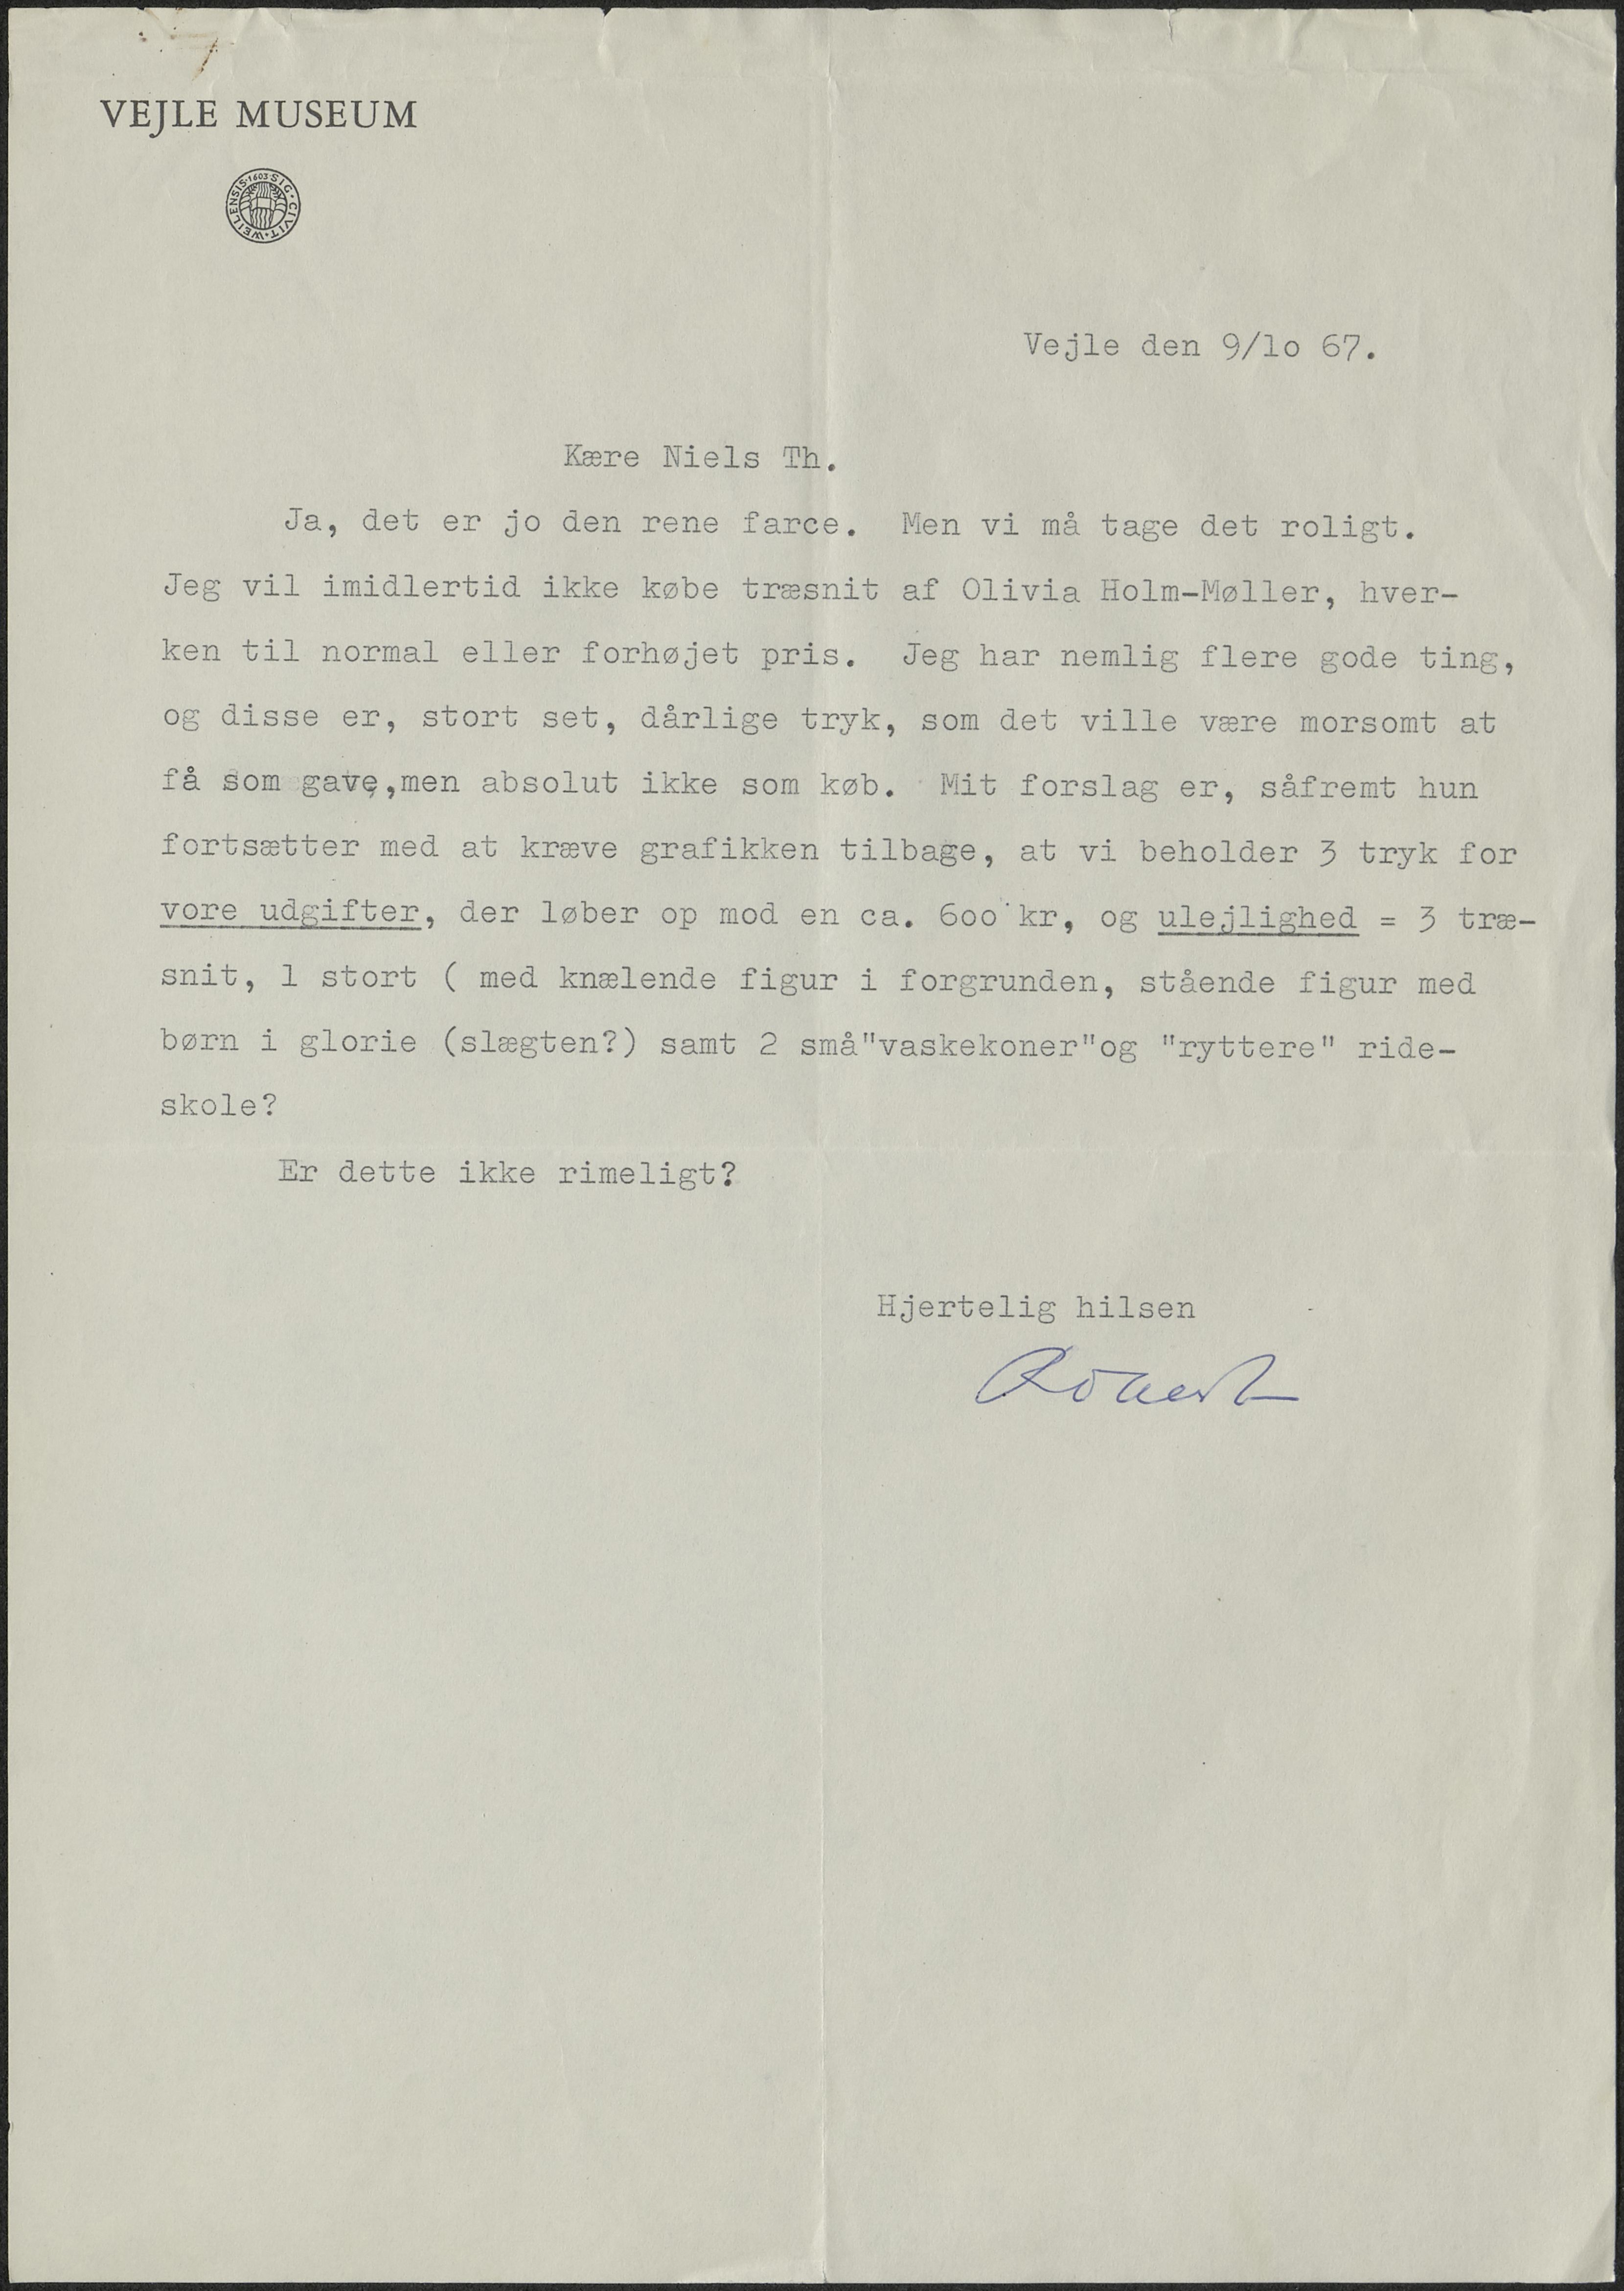 VEJLE MUSEUM
SIG · CIVIT · WEILENSIS · 1603
Vejle den 9/lo 67.
Kære Niels Th.
Ja, det er jo den rene farce. Men vi må tage det roligt.
Jeg vil imidlertid ikke købe træsnit af Olivia Holm-Møller, hver-
ken til normal eller forhøjet pris. Jeg har nemlig flere gode ting,
og disse er, stort set, dårlige tryk, som det ville være morsomt at
få som gave,men absolut ikke som køb. Mit forslag er, såfremt hun
fortsætter med at kræve grafikken tilbage, at vi beholder 3 tryk for
vore udgifter, der løber op mod en ca. 6oo kr, og ulejlighed = 3 træ-
snit, 1 stort ( med knælende figur i forgrunden, stående figur med
børn i glorie (slægten?) samt 2 små"vaskekoner"og "ryttere" ride-
skole?
Er dette ikke rimeligt?
Hjertelig hilsen
Robert